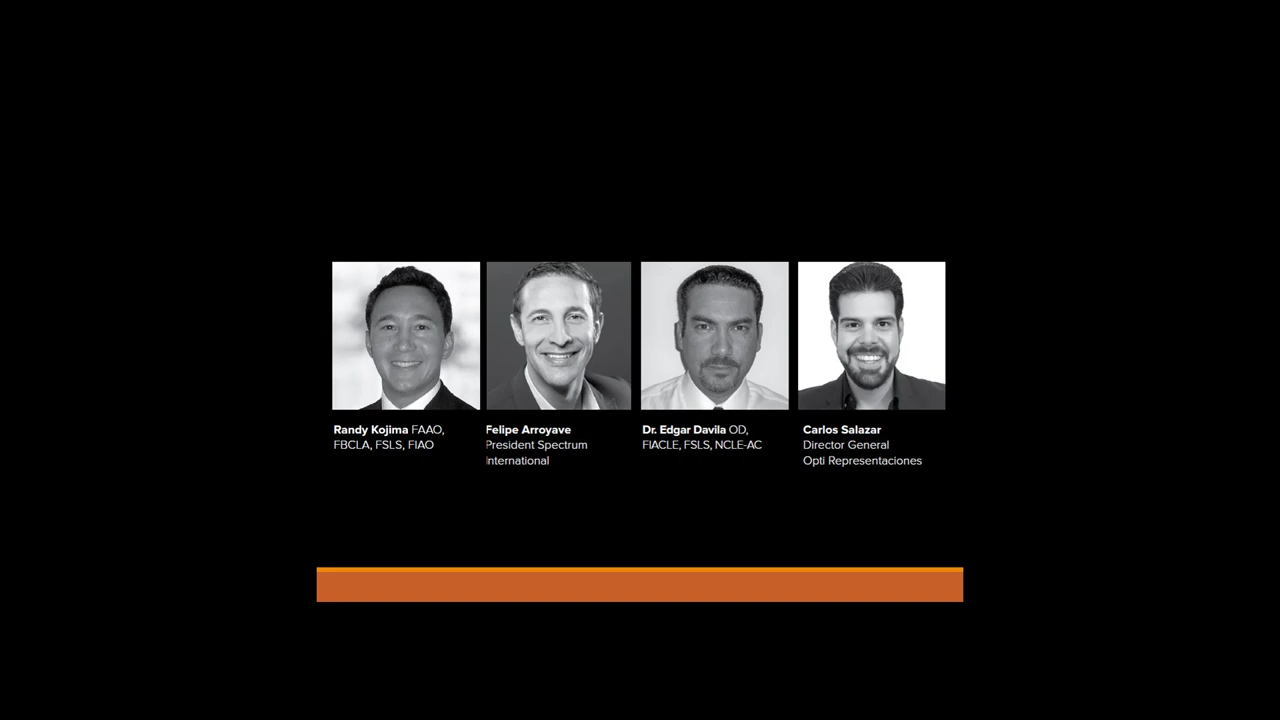 Randy Kojima FAAO,
FBCLA, FSLS, FIAO
Felipe Arroyave
President Spectrum
International
Dr. Edgar Davila OD,
FIACLE, FSLS, NCLE-AC
Carlos Salazar
Director General
Opti Representaciones